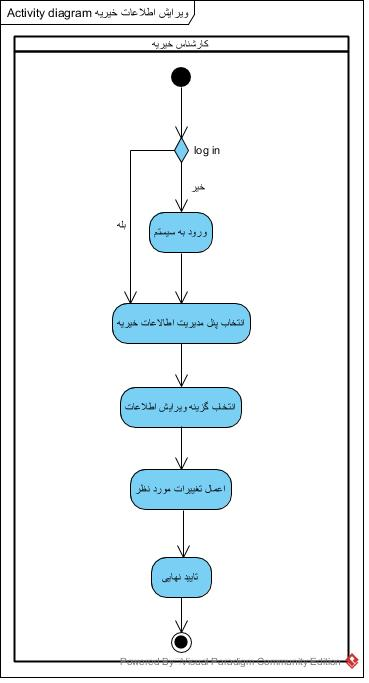 Activity diagram ویرایش اطلاعات خیریه
کارشناس خیریه
log in
خیر
بله
ورود به سیستم
انتخاب پنل مدیریت اطلاعات خیریه
انتخاب گزینه ویرایش اطلاعات
اعمال تغییرات مورد نظر
تایید نهایی
Powered By Visual Paradigm Community Edition